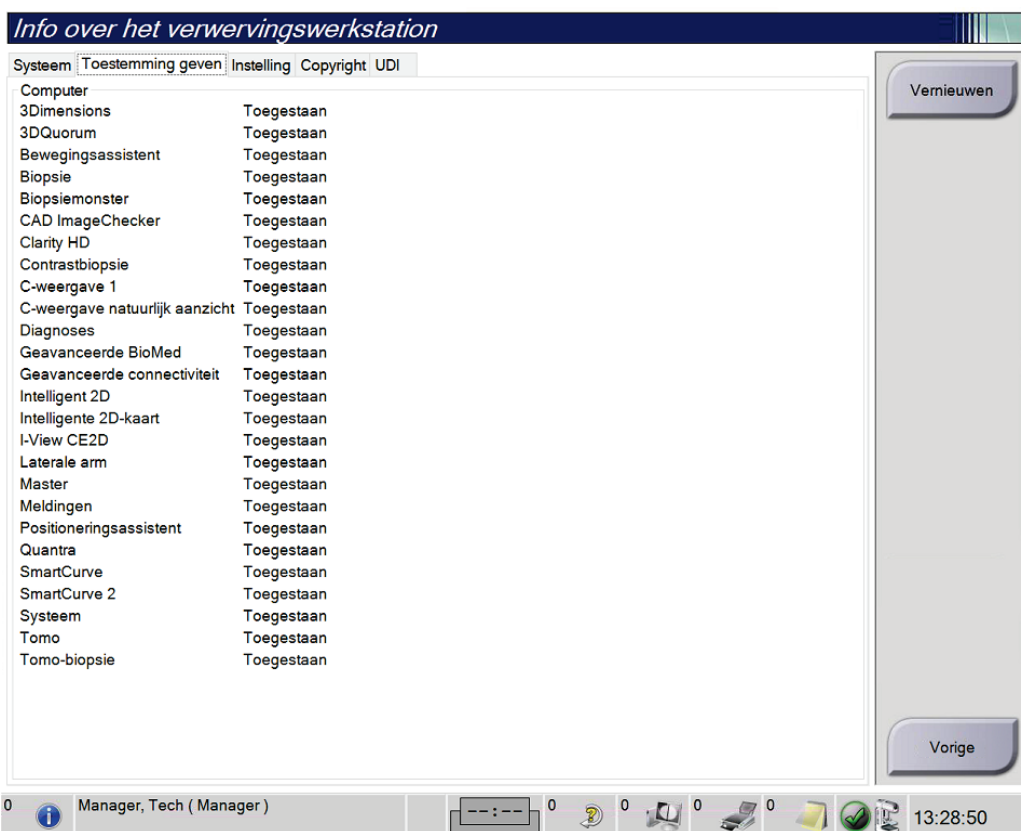 Info over het verwervingswerkstation
Systeem Toestemming geven Instelling Copyright UDI
Computer
3Dimensions Toegestaan
3DQuorum Toegestaan
Bewegingsassistent Toegestaan
Biopsie Toegestaan
Biopsiemonster Toegestaan
CAD ImageChecker Toegestaan
Clarity HD Toegestaan
Contrastbiopsie Toegestaan
C-weergave 1 Toegestaan
C-weergave natuurlijk aanzicht Toegestaan
Diagnoses Toegestaan
Geavanceerde BioMed Toegestaan
Geavanceerde connectiviteit Toegestaan
Intelligent 2D Toegestaan
Intelligente 2D-kaart Toegestaan
I-View CE2D Toegestaan
Laterale arm Toegestaan
Master Toegestaan
Meldingen Toegestaan
Positioneringsassistent Toegestaan
Quantra Toegestaan
SmartCurve Toegestaan
SmartCurve 2 Toegestaan
Systeem Toegestaan
Tomo Toegestaan
Tomo-biopsie Toegestaan
Vernieuwen
Vorige
0 Manager, Tech ( Manager ) --:-- 0 0 0 0 13:28:50